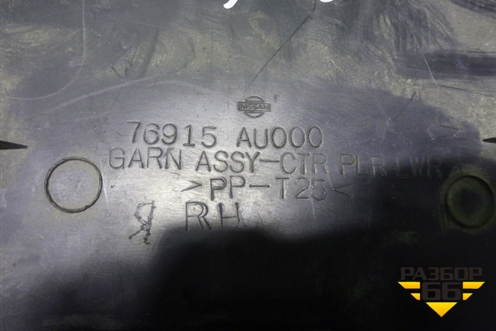 NISSAN
76915 AU000
GARN ASSY-CTR PLR LWR
>PP-T25<
RH
РАЗБОР
66